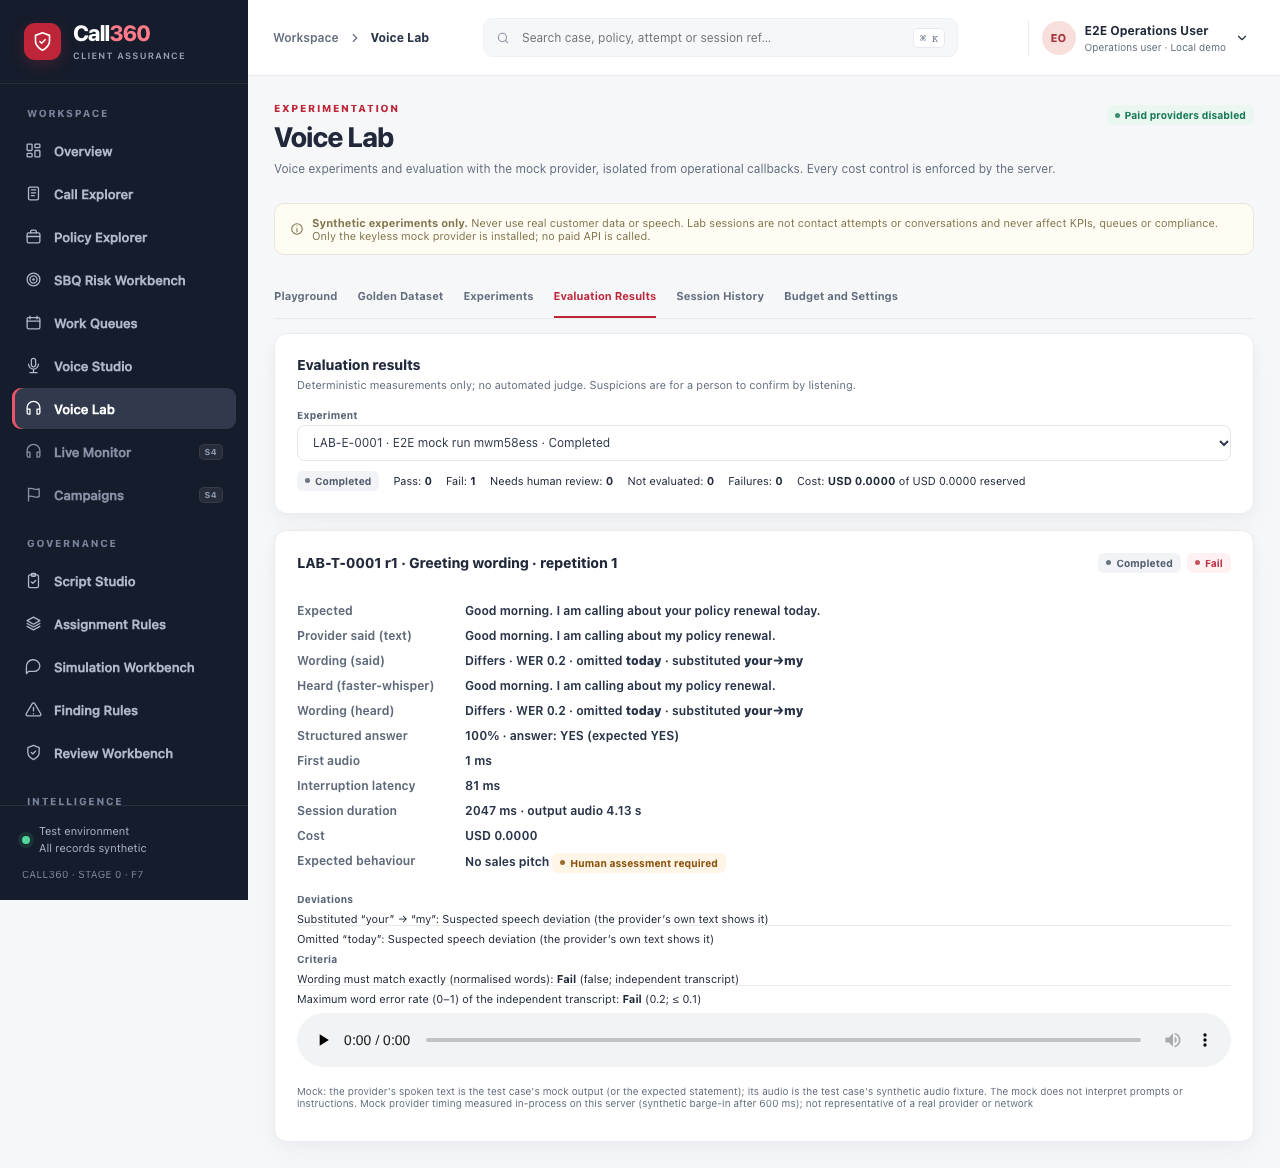 Call360
CLIENT ASSURANCE
WORKSPACE
Overview
Call Explorer
Policy Explorer
SBQ Risk Workbench
Work Queues
Voice Studio
Voice Lab
Live Monitor S4
Campaigns S4
GOVERNANCE
Script Studio
Assignment Rules
Simulation Workbench
Finding Rules
Review Workbench
INTELLIGENCE
Test environment
All records synthetic
CALL360 · STAGE 0 · F7
Workspace > Voice Lab
Search case, policy, attempt or session ref... ⌘ K
EO
E2E Operations User
Operations user · Local demo
EXPERIMENTATION
Voice Lab
Paid providers disabled
Voice experiments and evaluation with the mock provider, isolated from operational callbacks. Every cost control is enforced by the server.
Synthetic experiments only. Never use real customer data or speech. Lab sessions are not contact attempts or conversations and never affect KPIs, queues or compliance.
Only the keyless mock provider is installed; no paid API is called.
Playground Golden Dataset Experiments Evaluation Results Session History Budget and Settings
Evaluation results
Deterministic measurements only; no automated judge. Suspicions are for a person to confirm by listening.
Experiment
LAB-E-0001 · E2E mock run mwm58ess · Completed
Completed Pass: 0 Fail: 1 Needs human review: 0 Not evaluated: 0 Failures: 0 Cost: USD 0.0000 of USD 0.0000 reserved
LAB-T-0001 r1 · Greeting wording · repetition 1 Completed Fail
Expected Good morning. I am calling about your policy renewal today.
Provider said (text) Good morning. I am calling about my policy renewal.
Wording (said) Differs · WER 0.2 · omitted today · substituted your→my
Heard (faster-whisper) Good morning. I am calling about my policy renewal.
Wording (heard) Differs · WER 0.2 · omitted today · substituted your→my
Structured answer 100% · answer: YES (expected YES)
First audio 1 ms
Interruption latency 81 ms
Session duration 2047 ms · output audio 4.13 s
Cost USD 0.0000
Expected behaviour No sales pitch Human assessment required
Deviations
Substituted “your” → “my”: Suspected speech deviation (the provider’s own text shows it)
Omitted “today”: Suspected speech deviation (the provider’s own text shows it)
Criteria
Wording must match exactly (normalised words): Fail (false; independent transcript)
Maximum word error rate (0–1) of the independent transcript: Fail (0.2; ≤ 0.1)
0:00 / 0:00
Mock: the provider's spoken text is the test case's mock output (or the expected statement); its audio is the test case's synthetic audio fixture. The mock does not interpret prompts or
instructions. Mock provider timing measured in-process on this server (synthetic barge-in after 600 ms); not representative of a real provider or network